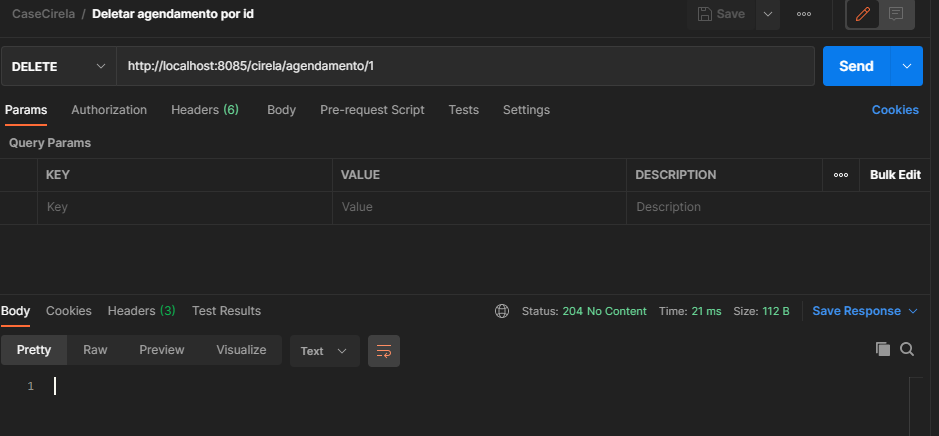 CaseCirela / Deletar agendamento por id Save
DELETE http://localhost:8085/cirela/agendamento/1 Send
Params Authorization Headers (6) Body Pre-request Script Tests Settings Cookies
Query Params
KEY VALUE DESCRIPTION Bulk Edit
Key Value Description
Body Cookies Headers (3) Test Results Status: 204 No Content Time: 21 ms Size: 112 B Save Response
Pretty Raw Preview Visualize Text
1